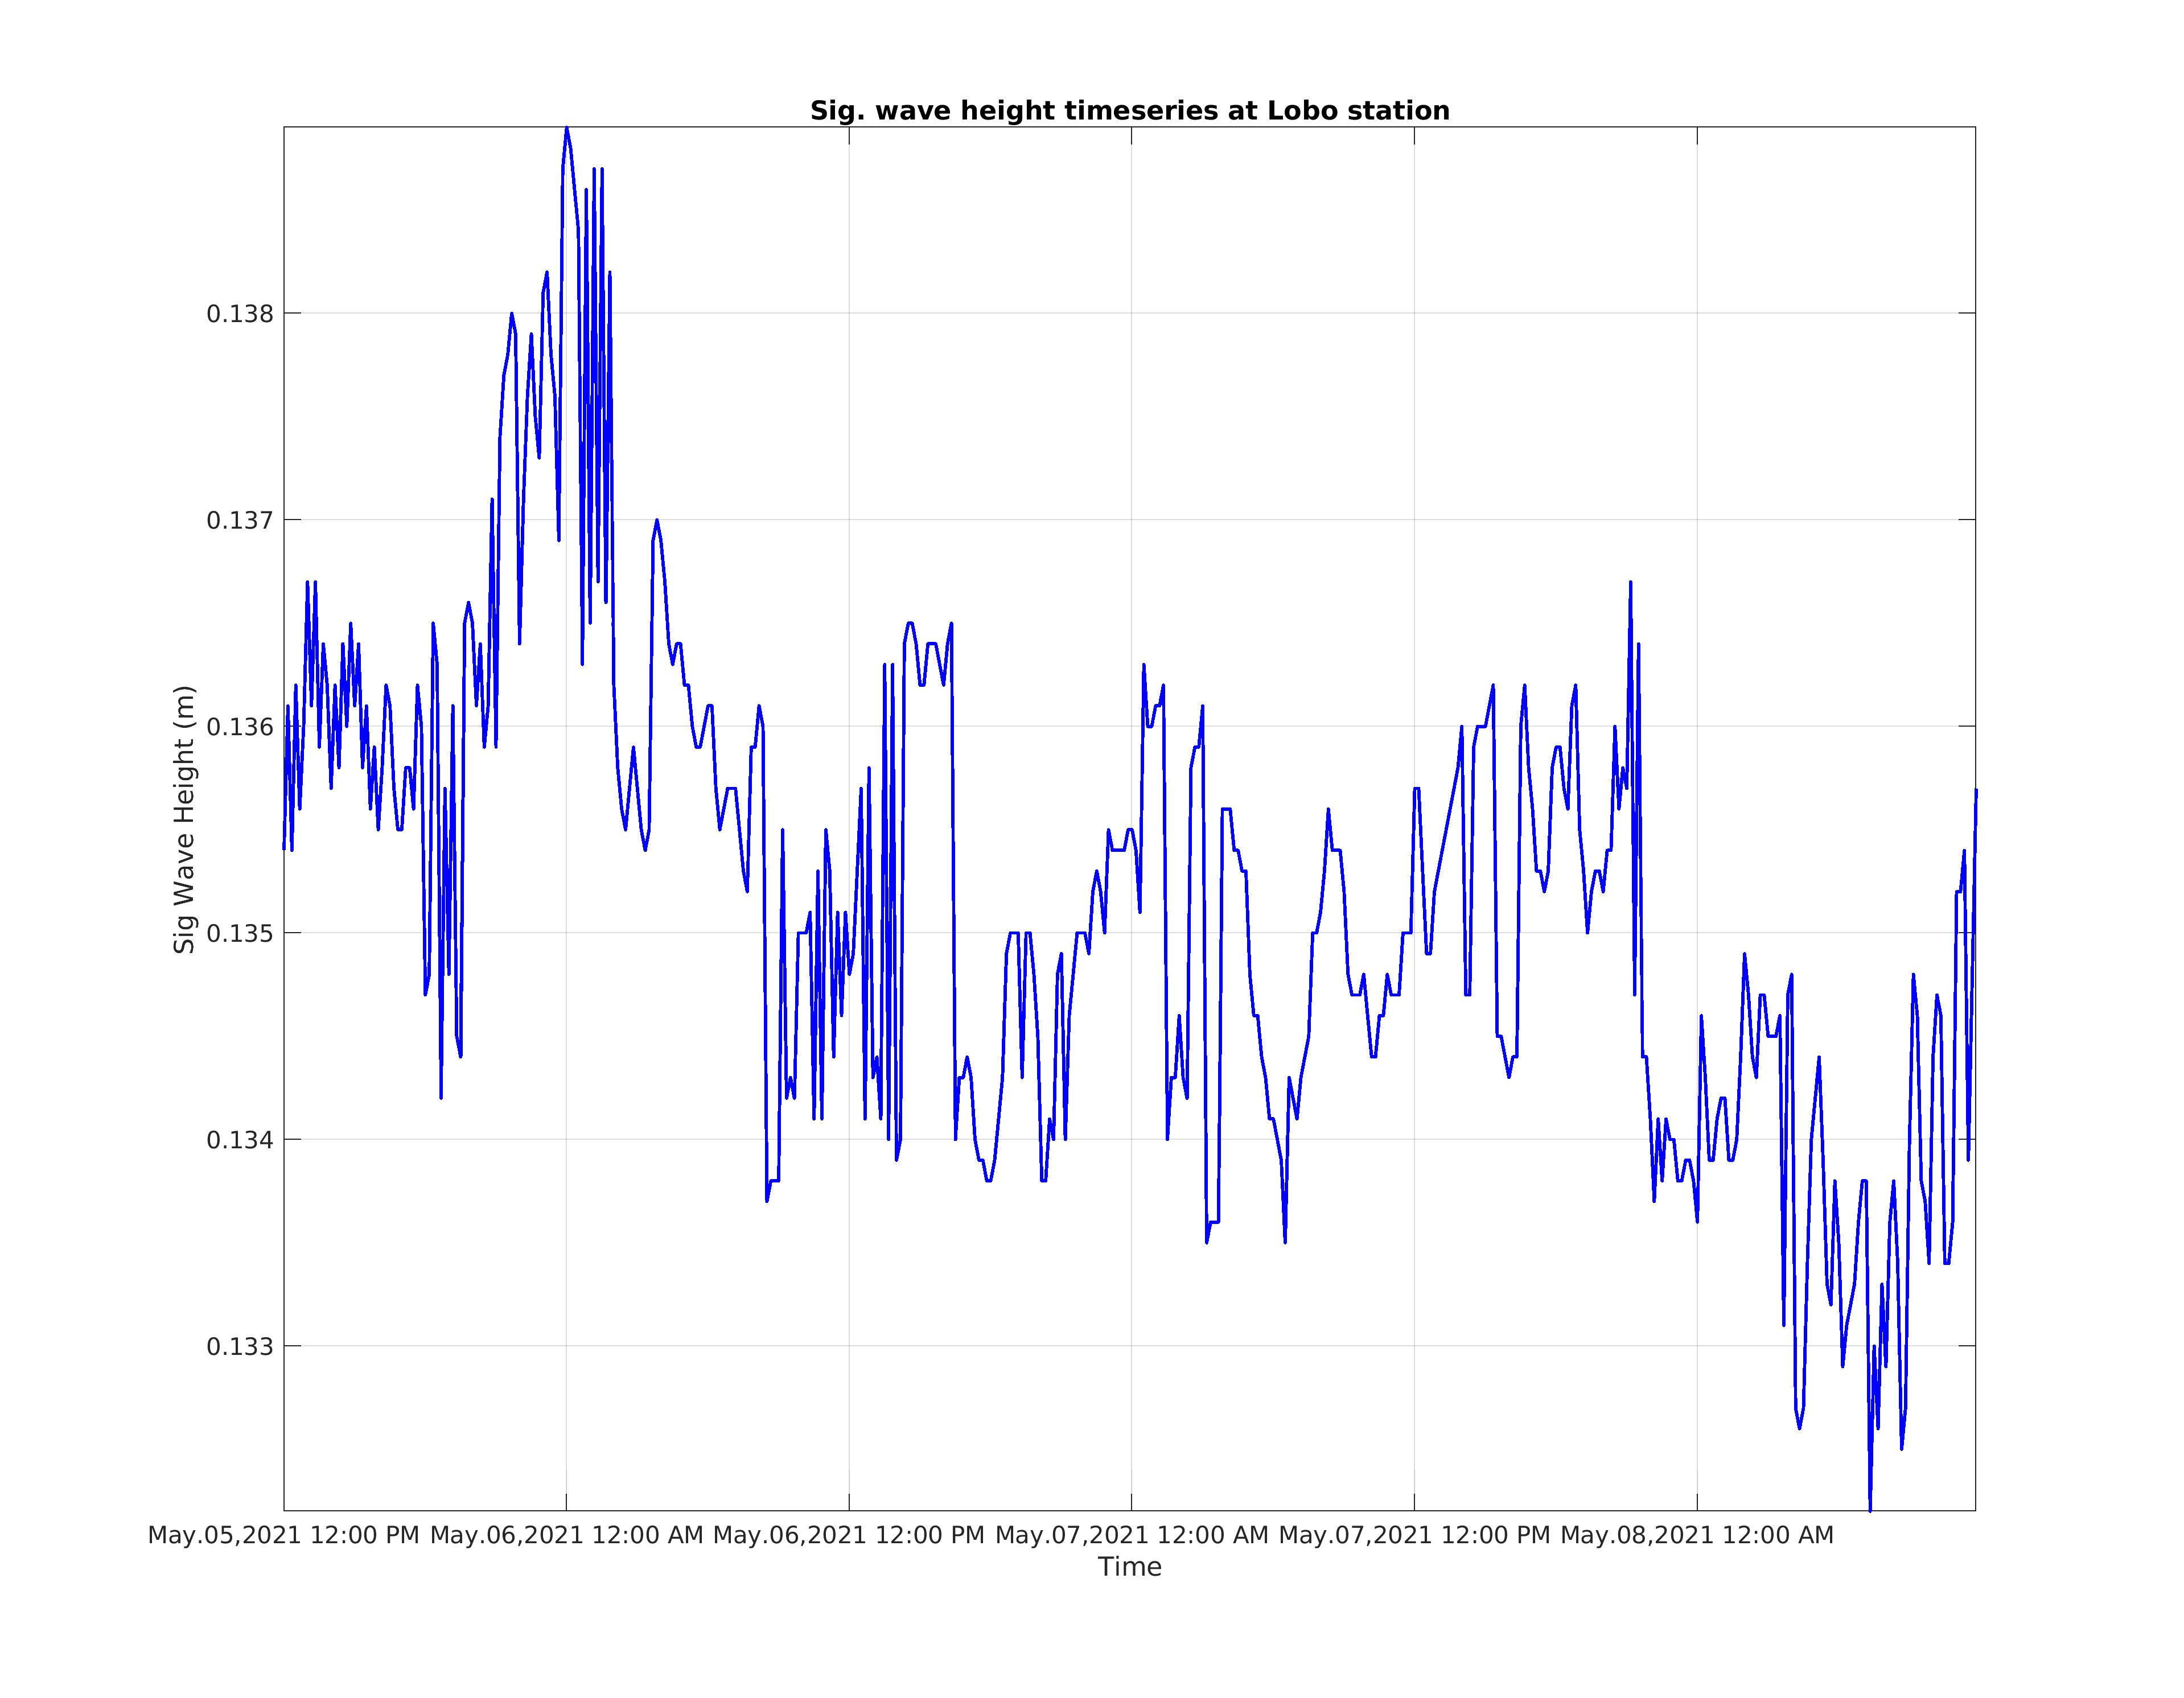 Sig. wave height timeseries at Lobo station
0.138
0.137
0.136
0.135
0.134
0.133
Sig Wave Height (m)
May.05,2021 12:00 PM May.06,2021 12:00 AM May.06,2021 12:00 PM May.07,2021 12:00 AM May.07,2021 12:00 PM May.08,2021 12:00 AM
Time